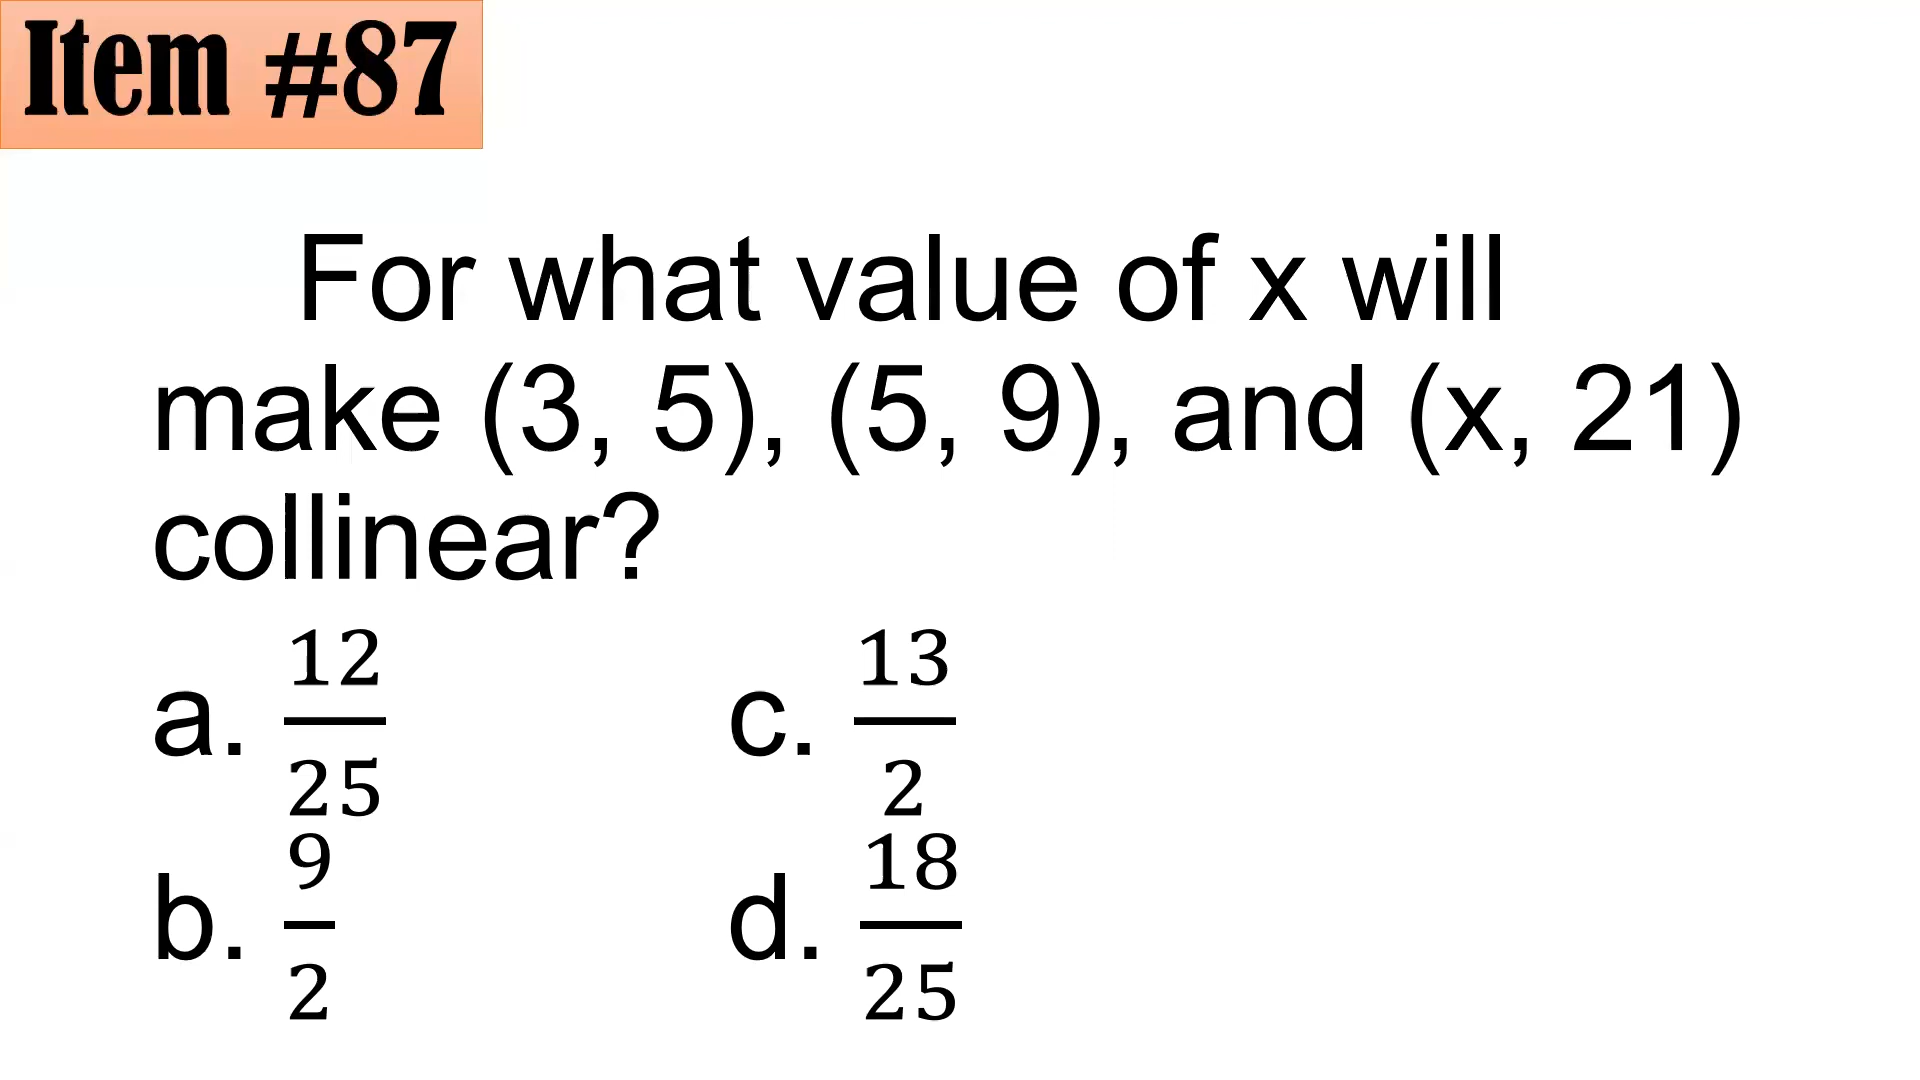 Item #87
For what value of x will
make (3, 5), (5, 9), and (x, 21)
collinear?
a. 12/25 c. 13/2
b. 9/2 d. 18/25